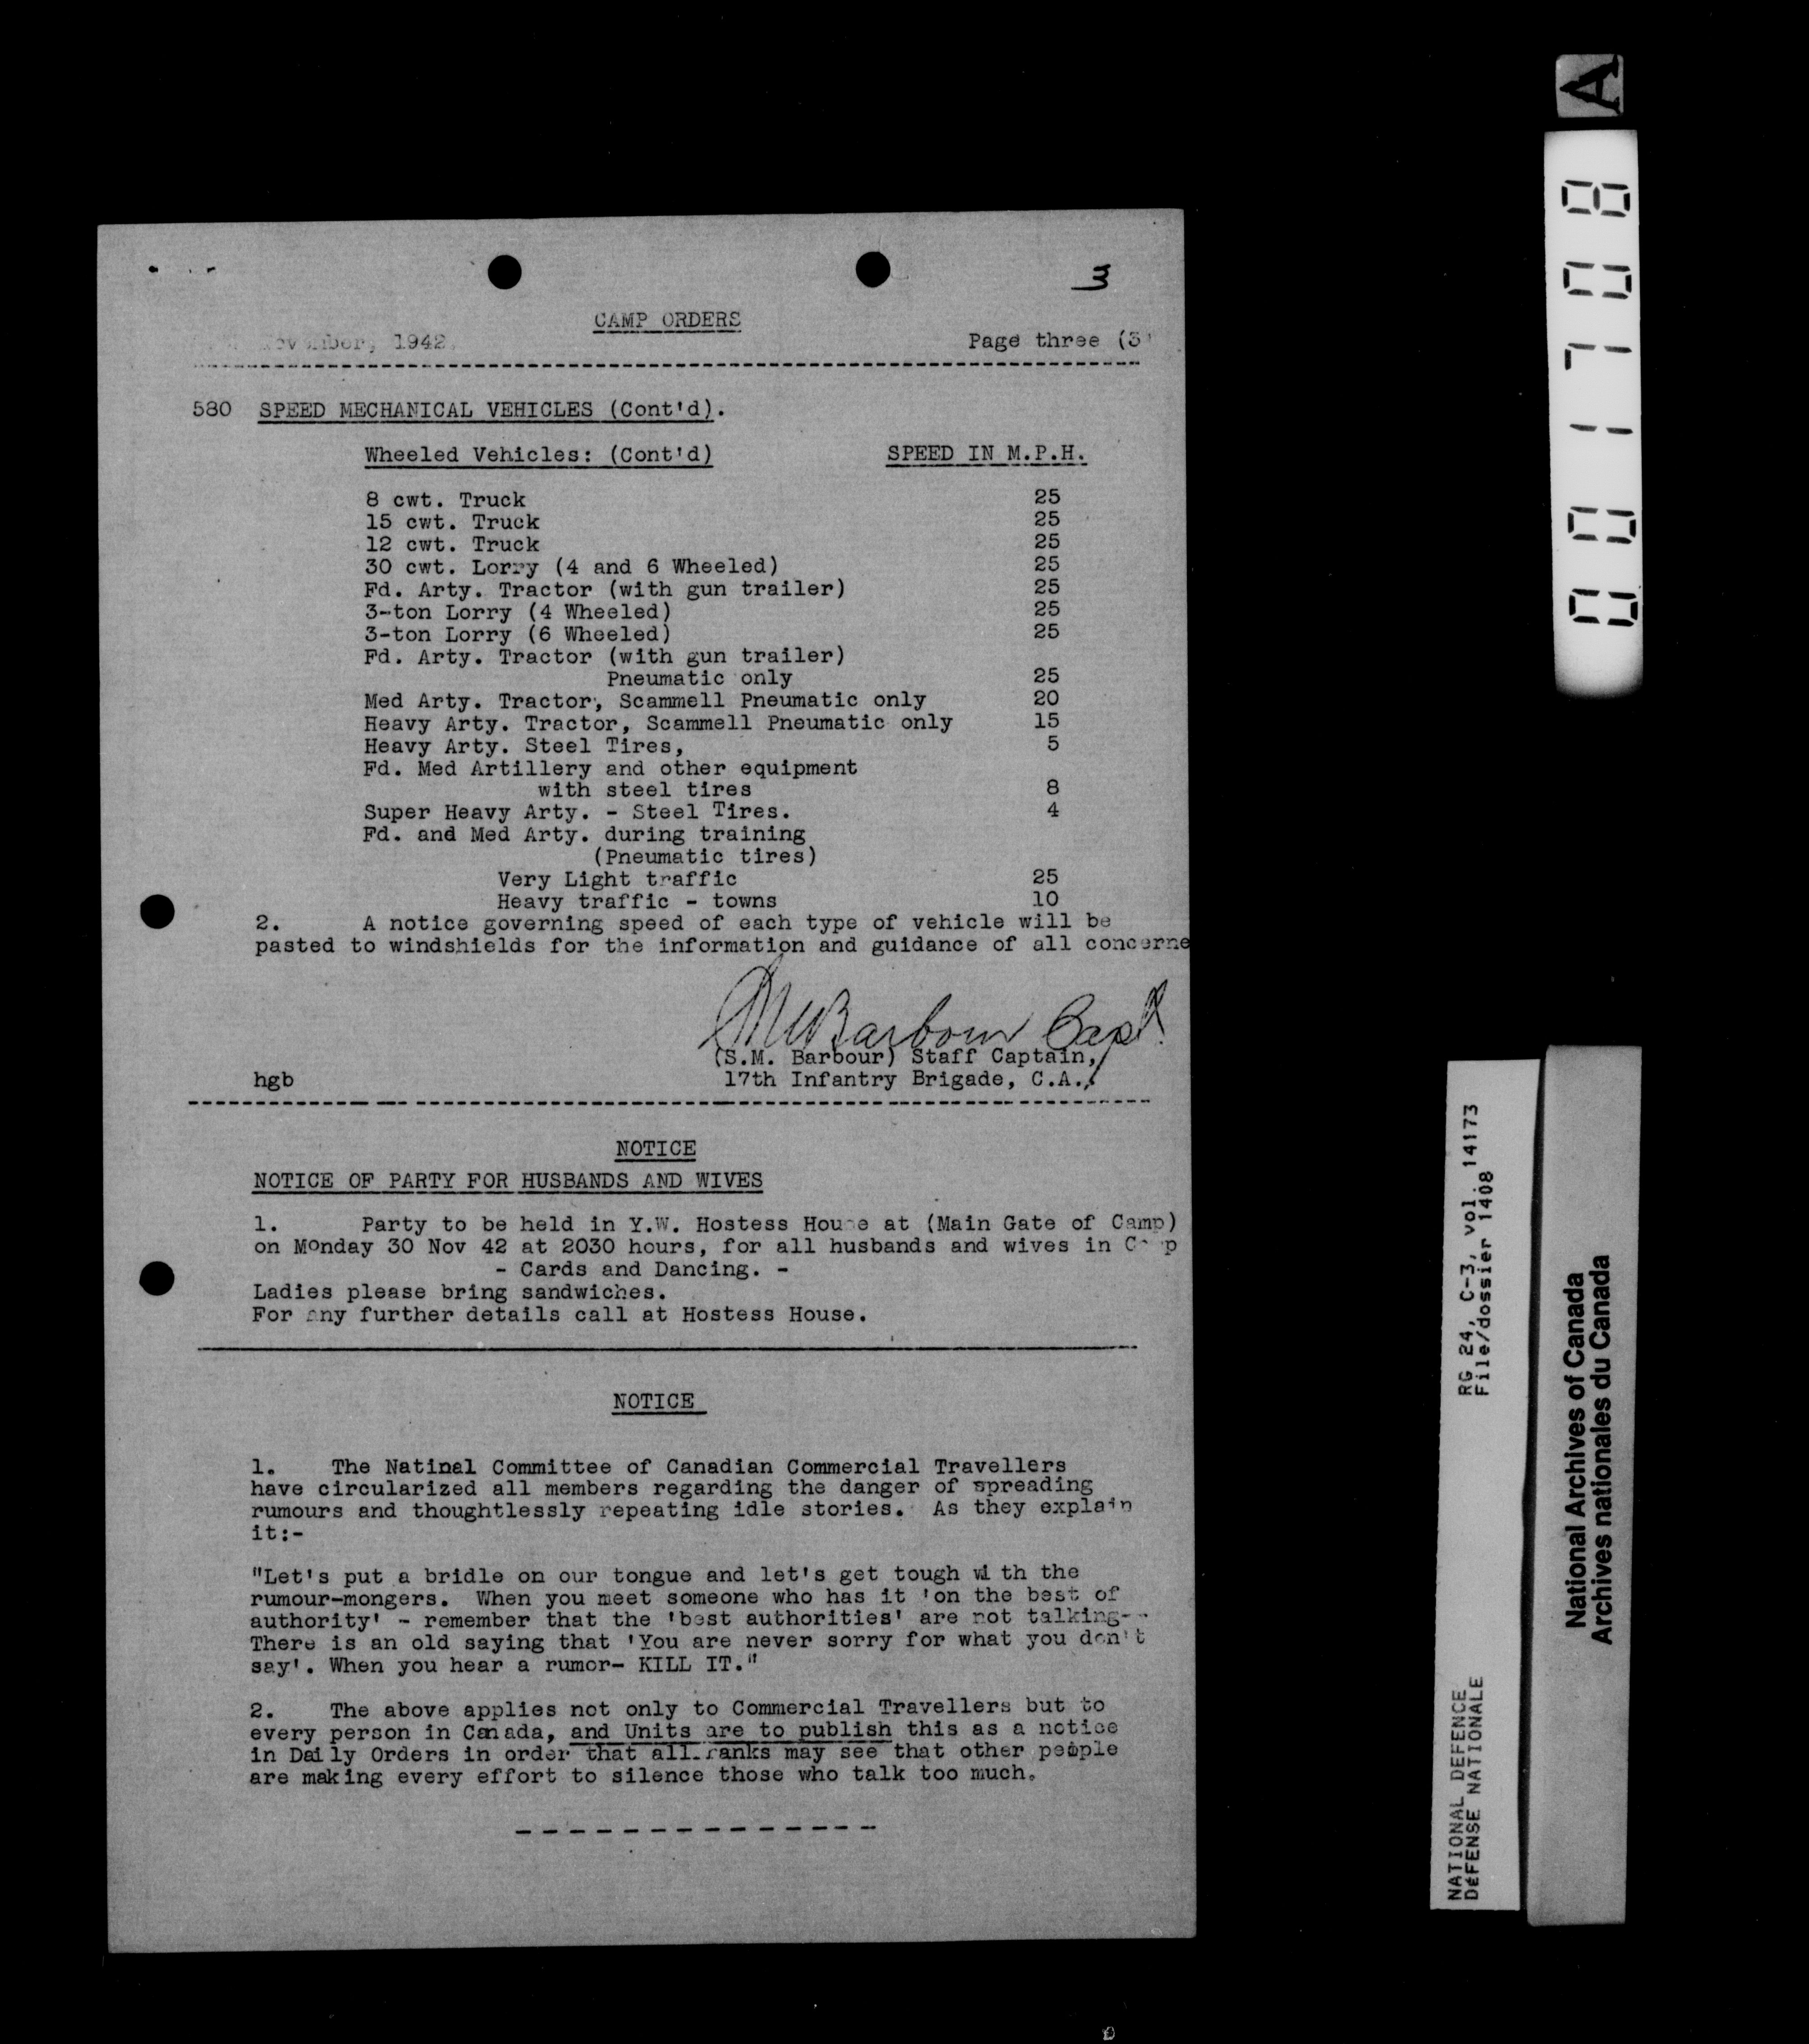 3
CAMP ORDERS
1942. Page three (3)
580 SPEED MECHANICAL VEHICLES (Cont'd).
Wheeled Vehicles: (Cont'd) SPEED IN M.P.H.
8 cwt. Truck 25
15 cwt. Truck 25
12 cwt. Truck 25
30 cwt. Lorry (4 and 6 Wheeled) 25
Fd. Arty. Tractor (with gun trailer) 25
3-ton Lorry (4 Wheeled) 25
3-ton Lorry (6 Wheeled) 25
Fd. Arty. Tractor (with gun trailer)
Pneumatic only 25
Med Arty. Tractor, Scammell Pneumatic only 20
Heavy Arty. Tractor, Scammell Pneumatic only 15
Heavy Arty. Steel Tires, 5
Fd. Med Artillery and other equipment
with steel tires 8
Super Heavy Arty. - Steel Tires. 4
Fd. and Med Arty. during training
(Pneumatic tires)
Very Light traffic 25
Heavy traffic - towns 10
2. A notice governing speed of each type of vehicle will be
pasted to windshields for the information and guidance of all concerne
SMBarbour Capt.
(S.M. Barbour) Staff Captain,
hgb 17th Infantry Brigade, C.A.,
NOTICE
NOTICE OF PARTY FOR HUSBANDS AND WIVES
1. Party to be held in Y.W. Hostess House at (Main Gate of Camp)
on Monday 30 Nov 42 at 2030 hours, for all husbands and wives in Camp
- Cards and Dancing. -
Ladies please bring sandwiches.
For any further details call at Hostess House.
NOTICE
1. The Natinal Committee of Canadian Commercial Travellers
have circularized all members regarding the danger of spreading
rumours and thoughtlessly repeating idle stories. As they explain
it:-
"Let's put a bridle on our tongue and let's get tough with the
rumour-mongers. When you meet someone who has it 'on the best of
authority' - remember that the 'best authorities' are not talking--
There is an old saying that 'You are never sorry for what you don't
say'. When you hear a rumor- KILL IT."
2. The above applies not only to Commercial Travellers but to
every person in Canada, and Units are to publish this as a notice
in Daily Orders in order that all ranks may see that other people
are making every effort to silence those who talk too much.
A
001708
RG 24, C-3, vol. 14173
File/dossier 1408
NATIONAL DEFENCE
DéFENSE NATIONALE
National Archives of Canada
Archives nationales du Canada